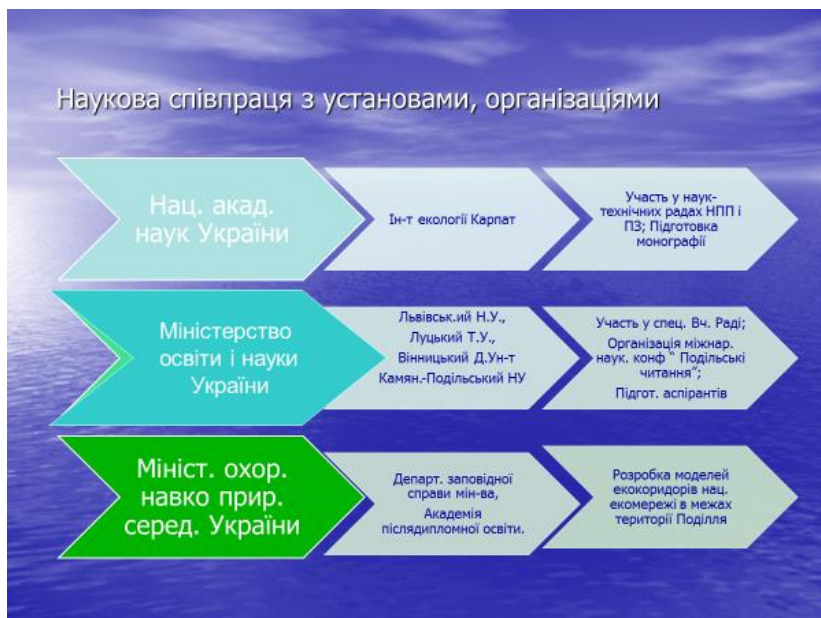 Наукова співпраця з установами, організаціями
Нац. акад.
наук України
Ін-т екології Карпат
Участь у наук-
технічних радах НПП і
ПЗ; Підготовка
монографії
Міністерство
освіти і науки
України
Львівськ.ий Н.У.,
Луцький Т.У.,
Вінницький Д.Ун-т
Камян.-Подільський НУ
Участь у спец. Вч. Раді;
Організація міжнар.
наук. конф “ Подільські
читання”;
Підгот. аспірантів
Мініст. охор.
навко прир.
серед. України
Департ. заповідної
справи мін-ва,
Академія
післядипломної освіти.
Розробка моделей
екокоридорів нац.
екомережі в межах
території Поділля